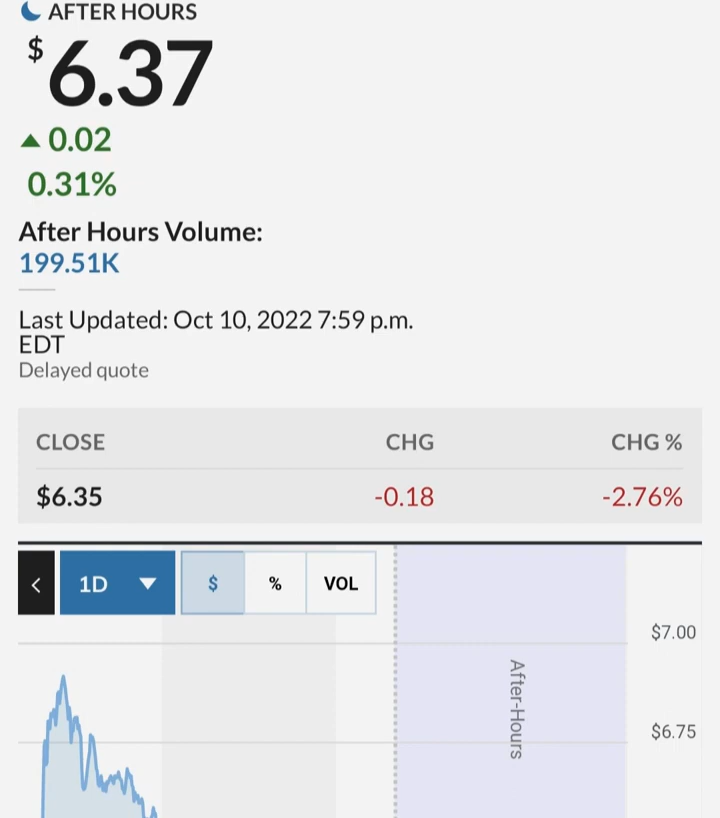 AFTER HOURS
$6.37
▲ 0.02
0.31%
After Hours Volume:
199.51K
Last Updated: Oct 10, 2022 7:59 p.m.
EDT
Delayed quote
CLOSE CHG CHG %
$6.35 -0.18 -2.76%
< 1D ▼ $ % VOL
$7.00
After-Hours
$6.75